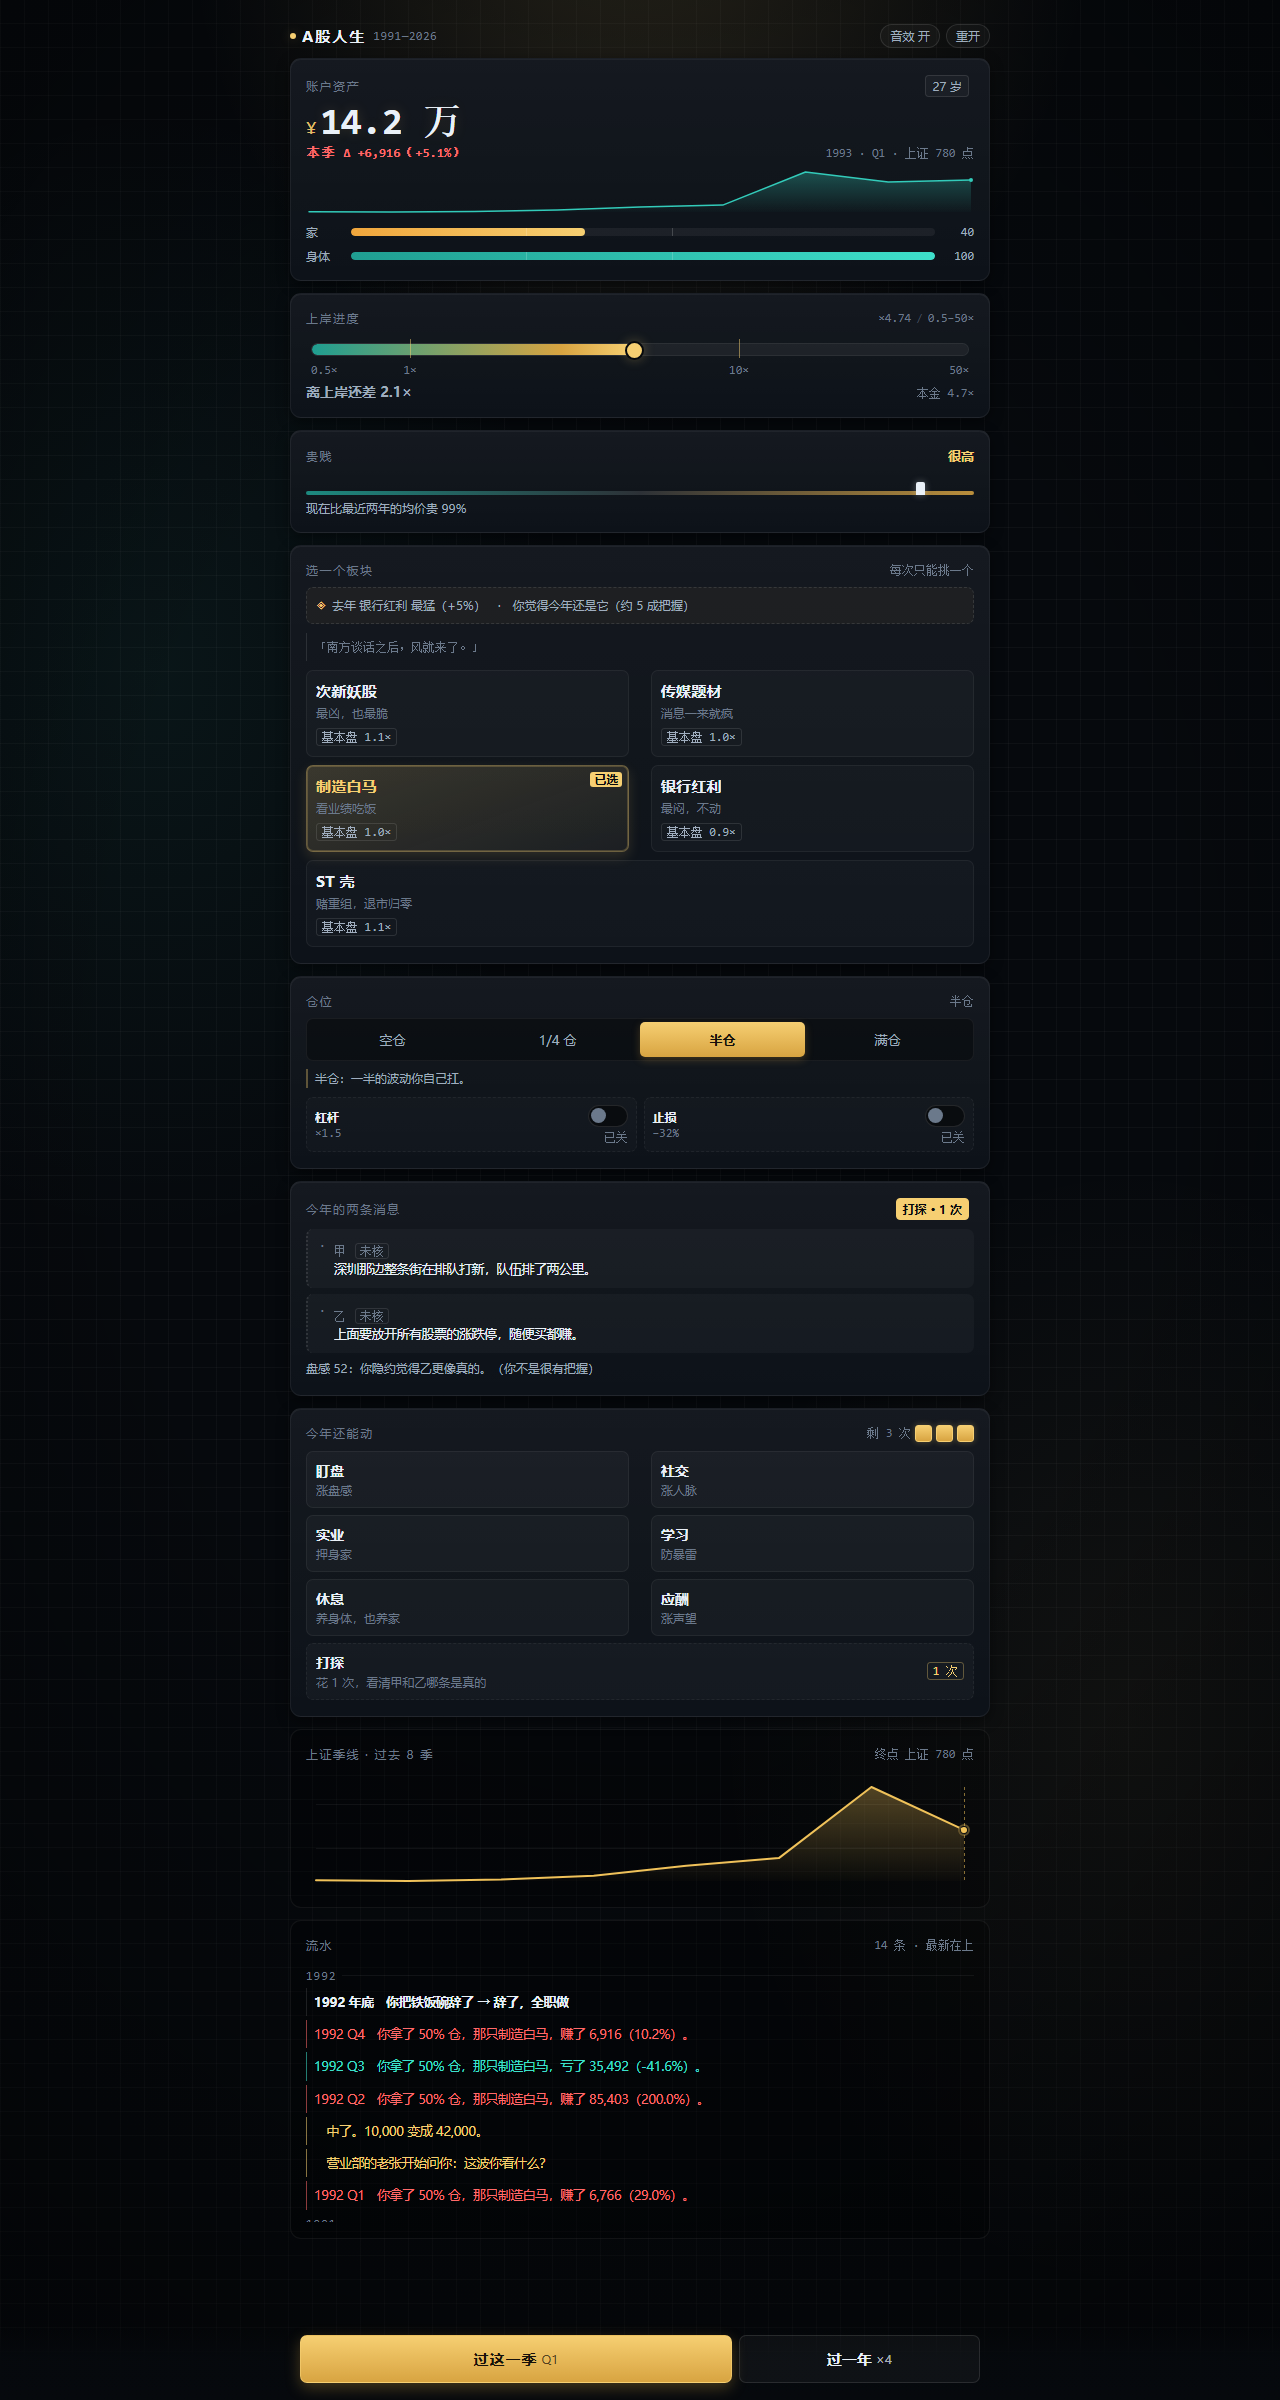 A股人生 1991—2026 音效 开 重开
账户资产 27 岁
¥14.2 万
本季 Δ +6,916 (+5.1%) 1993 · Q1 · 上证 780 点
家 40
身体 100
上岸进度 ×4.74 / 0.5–50×
0.5× 1× 10× 50×
离上岸还差 2.1× 本金 4.7×
贵贱 很高
现在比最近两年的均价贵 99%
选一个板块 每次只能挑一个
去年 银行红利 最猛（+5%） · 你觉得今年还是它（约 5 成把握）
「南方谈话之后，风就来了。」
次新妖股 传媒题材
最凶，也最脆 消息一来就疯
基本盘 1.1× 基本盘 1.0×
制造白马 已选 银行红利
看业绩吃饭 最闷，不动
基本盘 1.0× 基本盘 0.9×
ST 壳
赌重组，退市归零
基本盘 1.1×
仓位 半仓
空仓 1/4 仓 半仓 满仓
半仓：一半的波动你自己扛。
杠杆 止损
×1.5 已关 −32% 已关
今年的两条消息 打探 · 1 次
甲 未核
深圳那边整条街在排队打新，队伍排了两公里。
乙 未核
上面要放开所有股票的涨跌停，随便买都赚。
盘感 52：你隐约觉得乙更像真的。（你不是很有把握）
今年还能动 剩 3 次
盯盘 社交
涨盘感 涨人脉
实业 学习
押身家 防暴雷
休息 应酬
养身体，也养家 涨声望
打探
花 1 次，看清甲和乙哪条是真的 1 次
上证季线 · 过去 8 季 终点 上证 780 点
流水 14 条 · 最新在上
1992
1992 年底 你把铁饭碗辞了 → 辞了，全职做
1992 Q4 你拿了 50% 仓，那只制造白马，赚了 6,916（10.2%）。
1992 Q3 你拿了 50% 仓，那只制造白马，亏了 35,492（-41.6%）。
1992 Q2 你拿了 50% 仓，那只制造白马，赚了 85,403（200.0%）。
中了。10,000 变成 42,000。
营业部的老张开始问你：这波你看什么？
1992 Q1 你拿了 50% 仓，那只制造白马，赚了 6,766（29.0%）。
过这一季 Q1 过一年 ×4